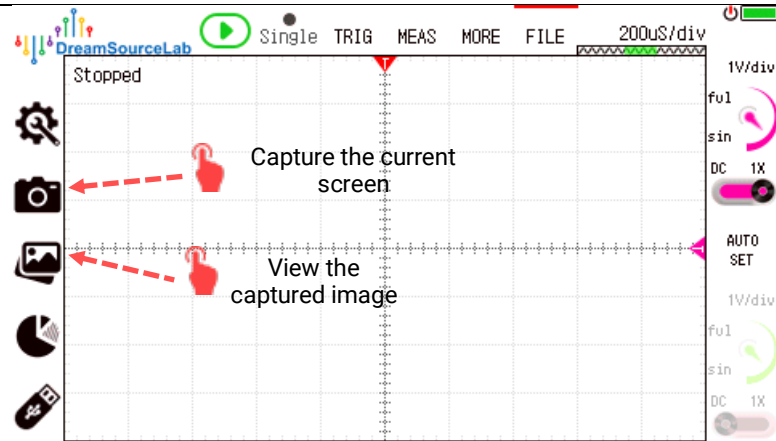 DreamSourceLab
Single TRIG MEAS MORE FILE 200uS/div
Stopped
T
1V/div
ful
sin
DC 1X
Capture the current
screen
AUTO
SET
View the
captured image
1V/div
ful
sin
DC 1X